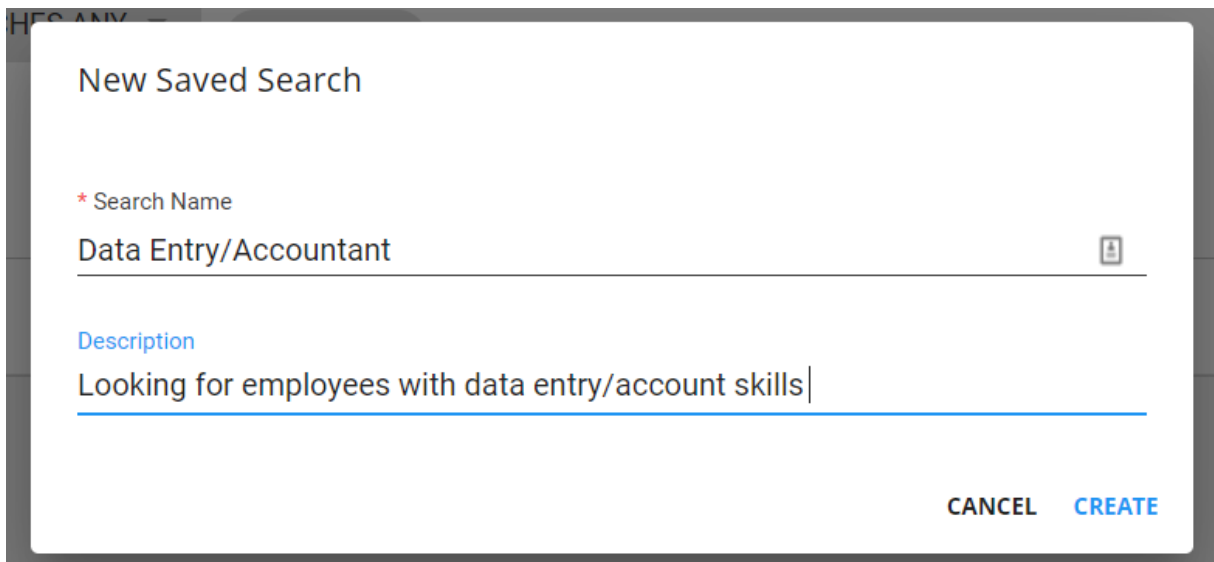 New Saved Search
* Search Name
Data Entry/Accountant
Description
Looking for employees with data entry/account skills
CANCEL CREATE